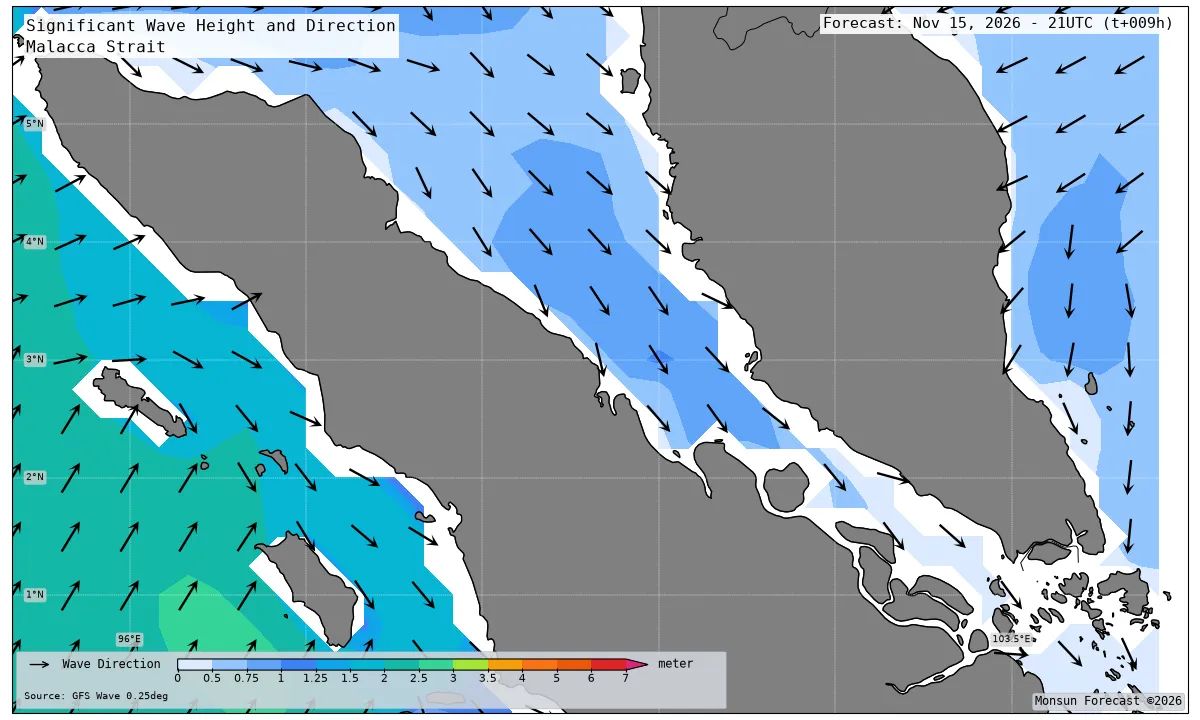 Significant Wave Height and Direction
Malacca Strait
Forecast: Nov 15, 2026 - 21UTC (t+009h)
5°N
4°N
3°N
2°N
1°N
96°E
103.5°E
Wave Direction
meter
0 0.5 0.75 1 1.25 1.5 2 2.5 3 3.5 4 5 6 7
Source: GFS Wave 0.25deg
Monsun Forecast ©2026